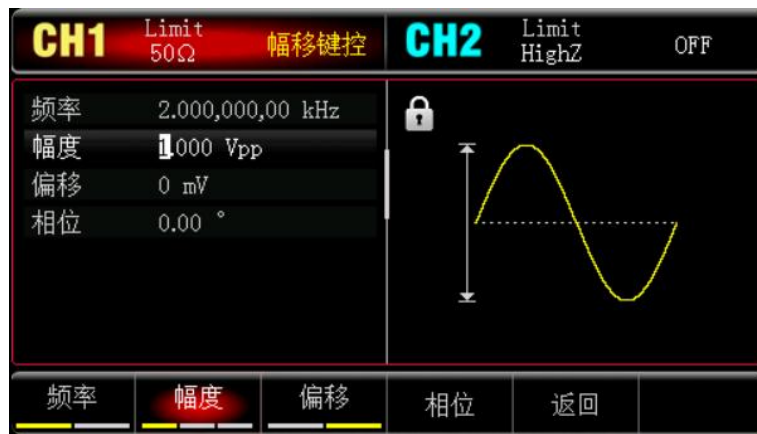 CH1 Limit 50Ω 幅移键控 CH2 Limit HighZ OFF
频率 2.000,000,00 kHz
幅度 1.000 Vpp
偏移 0 mV
相位 0.00 °
频率 幅度 偏移 相位 返回